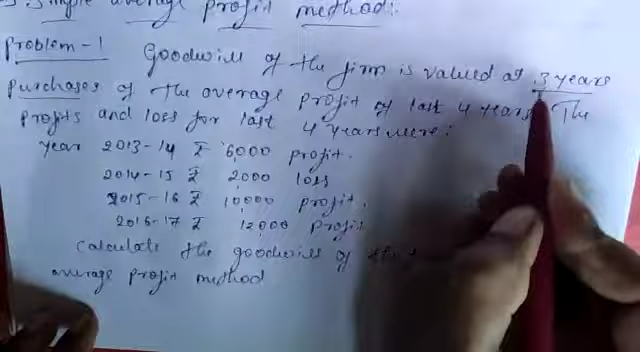 Simple average profit method:-
Problem-1 Goodwill of the firm is valued at 3 years
purchases of the average profit of last 4 years. The
profits and loss for last 4 years were:
year 2013-14 ₹ 6000 profit.
2014-15 ₹ 2000 loss
2015-16 ₹ 10000 profit.
2016-17 ₹ 12000 profit
Calculate the goodwill of
average profit method